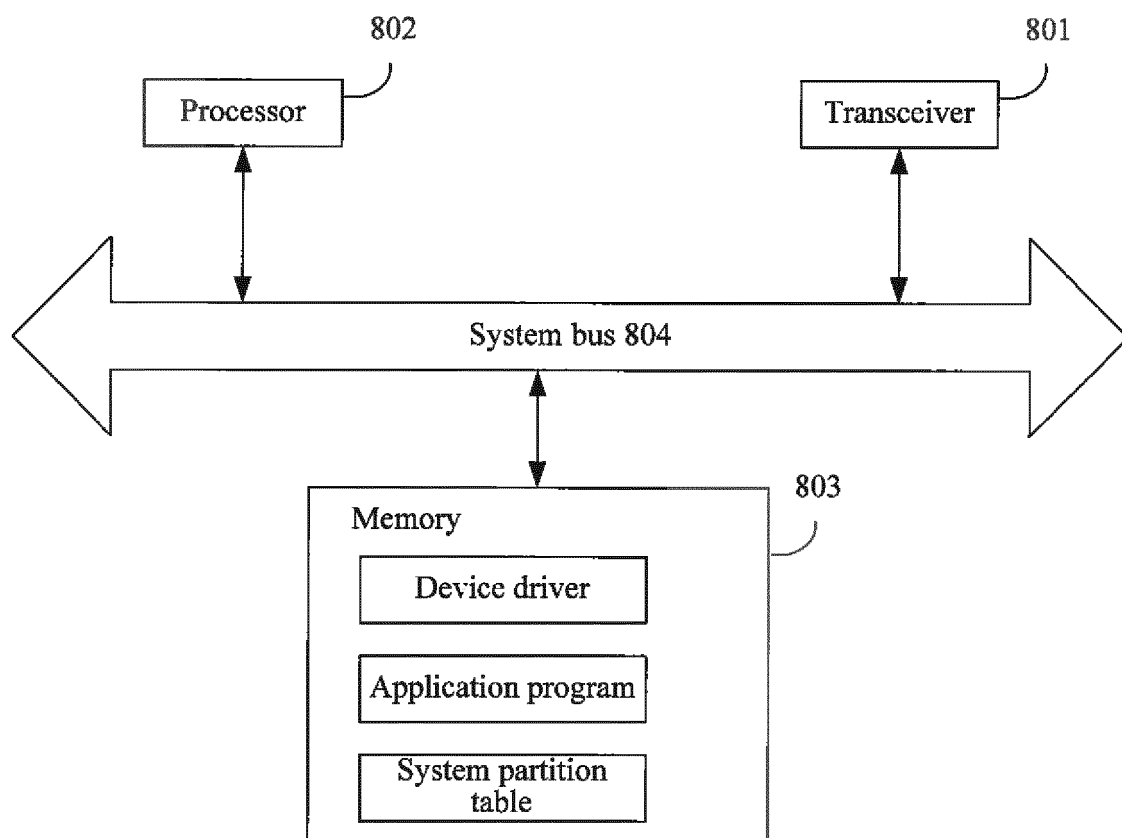 802
801
Processor
Transceiver
System bus 804
803
Memory
Device driver
Application program
System partition
table